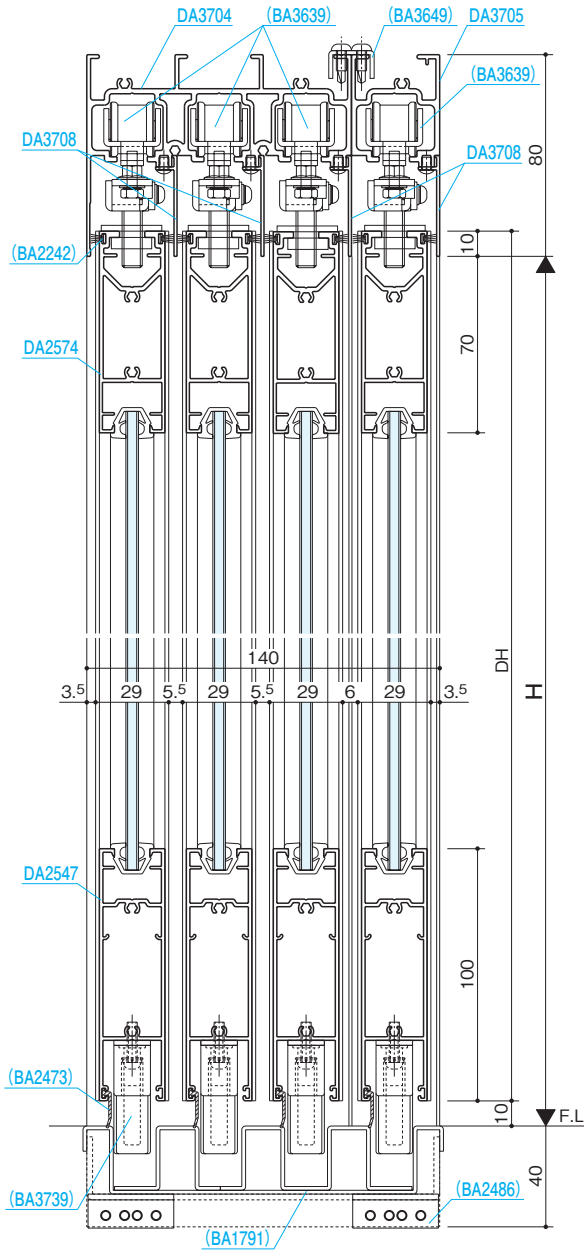 DA3704
(BA3639)
(BA3649)
DA3705
(BA3639)
DA3708
DA3708
80
(BA2242)
10
DA2574
70
140
3.5
29
5.5
29
5.5
29
6
29
3.5
DH
H
DA2547
100
(BA2473)
10
F.L
(BA3739)
(BA2486)
40
(BA1791)